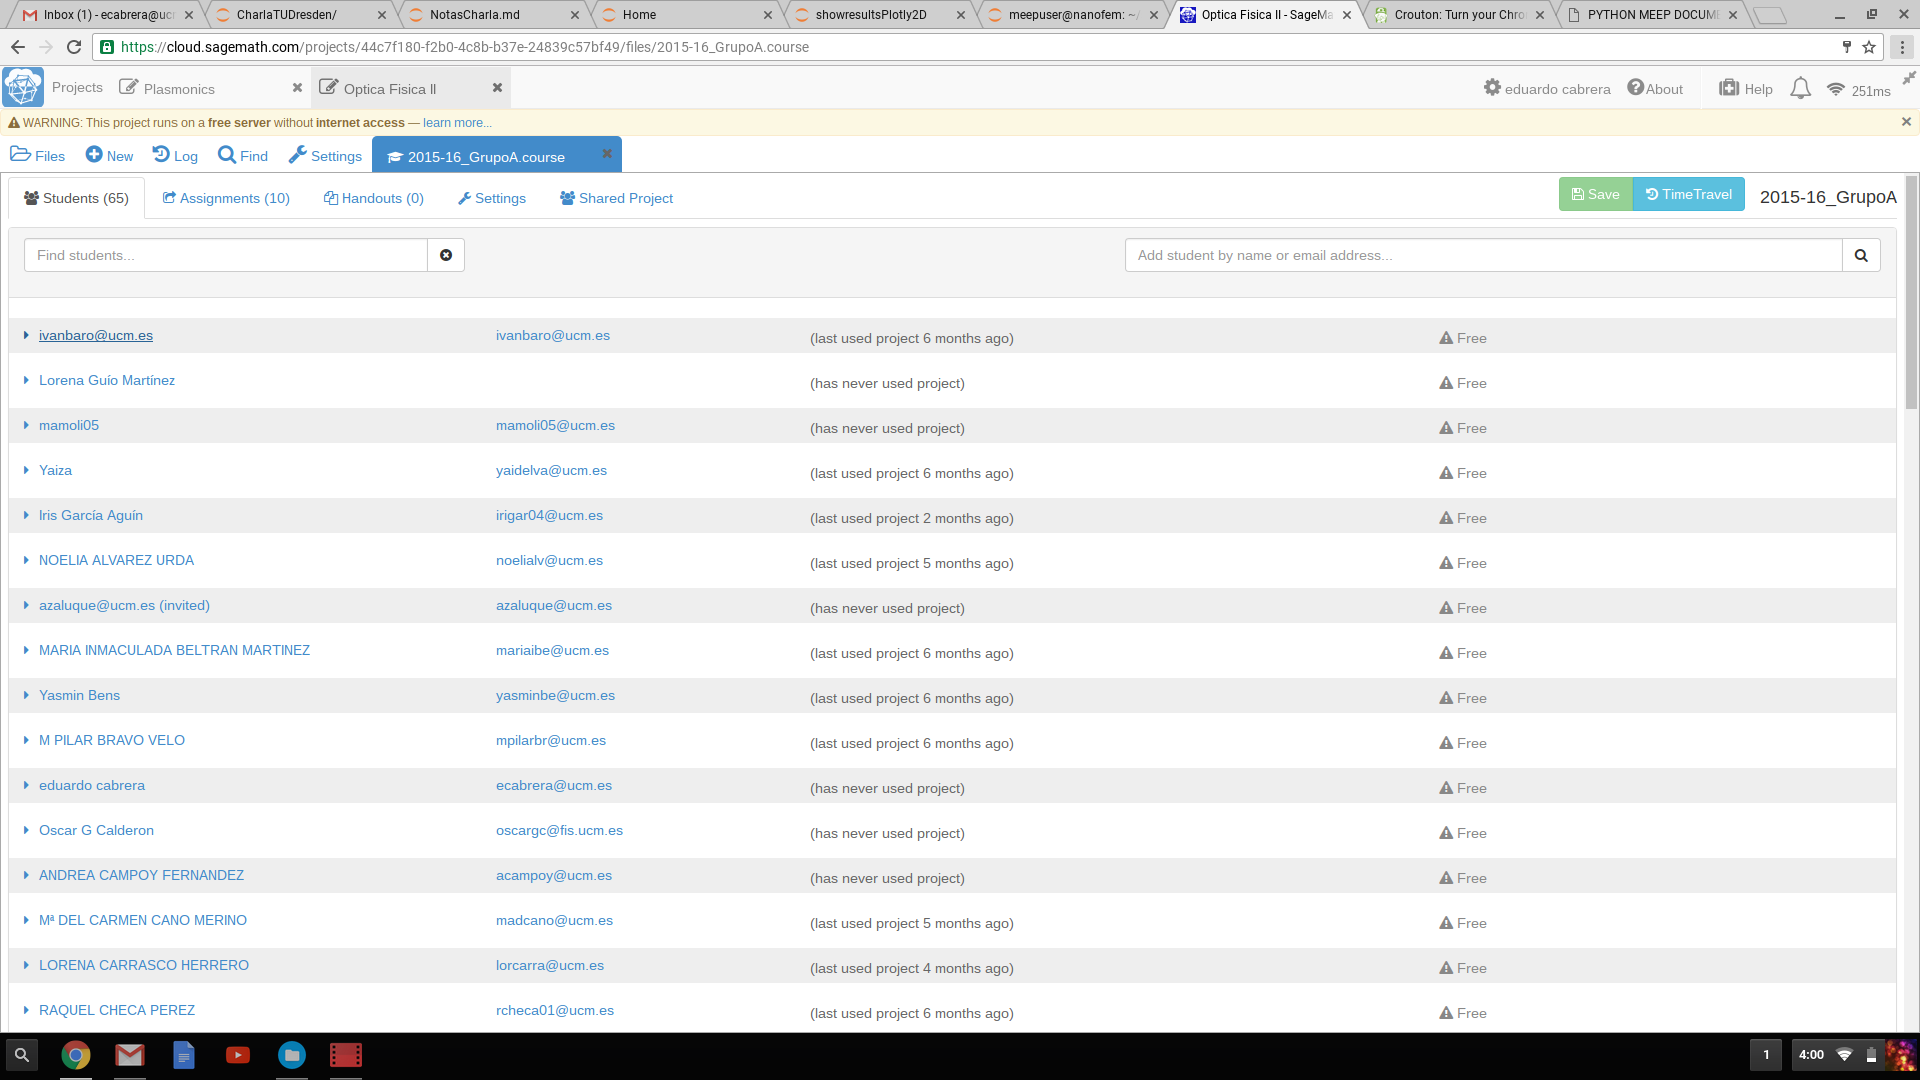 Inbox (1) - ecabrera@uc
CharlaTUDresden/
NotasCharla.md
Home
showresultsPlotly2D
meepuser@nanofem: ~/
Optica Fisica II - SageMa
Crouton: Turn your Chro
PYTHON MEEP DOCUM
https://cloud.sagemath.com/projects/44c7f180-f2b0-4c8b-b37e-24839c57bf49/files/2015-16_GrupoA.course
Projects
Plasmonics
Optica Fisica II
eduardo cabrera
About
Help
251ms
WARNING: This project runs on a free server without internet access — learn more...
Files
New
Log
Find
Settings
2015-16_GrupoA.course
Students (65)
Assignments (10)
Handouts (0)
Settings
Shared Project
Save
TimeTravel
2015-16_GrupoA
Find students...
Add student by name or email address...
ivanbaro@ucm.es ivanbaro@ucm.es (last used project 6 months ago) Free
Lorena Guío Martínez (has never used project) Free
mamoli05 mamoli05@ucm.es (has never used project) Free
Yaiza yaidelva@ucm.es (last used project 6 months ago) Free
Iris García Aguín irigar04@ucm.es (last used project 2 months ago) Free
NOELIA ALVAREZ URDA noelialv@ucm.es (last used project 5 months ago) Free
azaluque@ucm.es (invited) azaluque@ucm.es (has never used project) Free
MARIA INMACULADA BELTRAN MARTINEZ mariaibe@ucm.es (last used project 6 months ago) Free
Yasmin Bens yasminbe@ucm.es (last used project 6 months ago) Free
M PILAR BRAVO VELO mpilarbr@ucm.es (last used project 6 months ago) Free
eduardo cabrera ecabrera@ucm.es (has never used project) Free
Oscar G Calderon oscargc@fis.ucm.es (has never used project) Free
ANDREA CAMPOY FERNANDEZ acampoy@ucm.es (has never used project) Free
Mª DEL CARMEN CANO MERINO madcano@ucm.es (last used project 5 months ago) Free
LORENA CARRASCO HERRERO lorcarra@ucm.es (last used project 4 months ago) Free
RAQUEL CHECA PEREZ rcheca01@ucm.es (last used project 6 months ago) Free
1
4:00